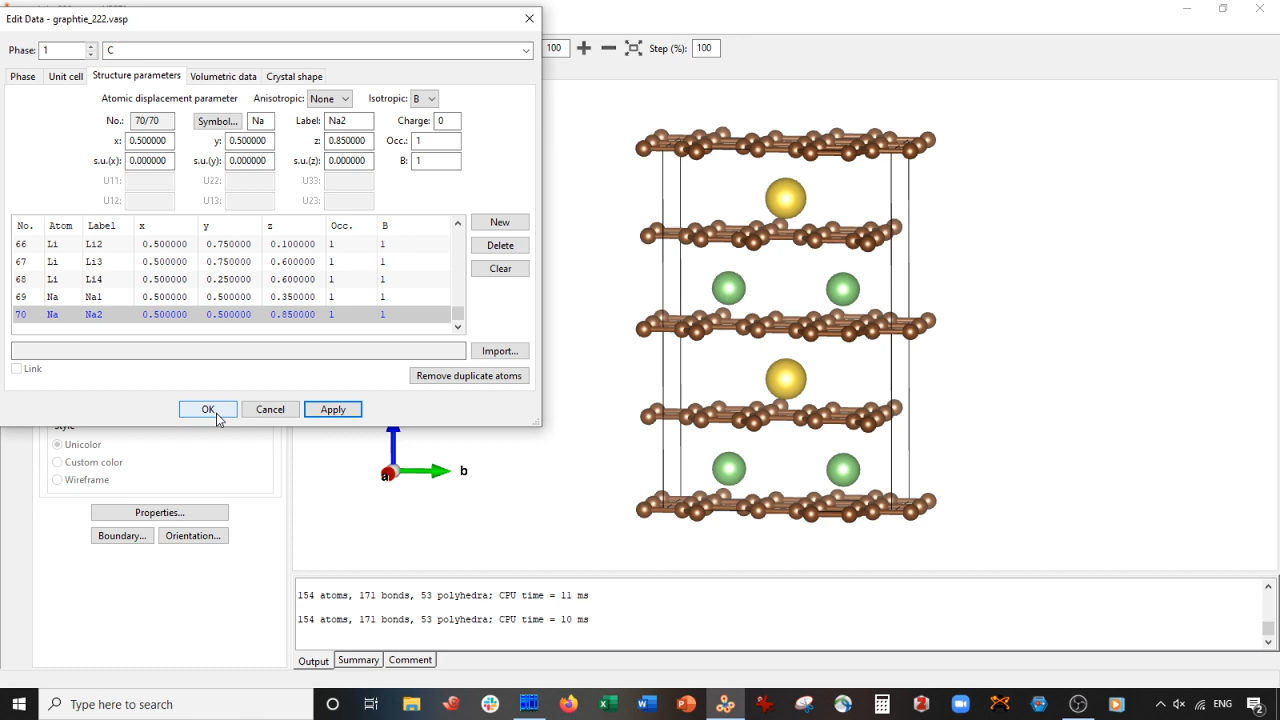 Edit Data - graphtie_222.vasp
Phase: 1 C
100 Step (%): 100
Phase Unit cell Structure parameters Volumetric data Crystal shape
Atomic displacement parameter Anisotropic: None Isotropic: B
No.: 70/70 Symbol... Na Label: Na2 Charge: 0
x: 0.500000 y: 0.500000 z: 0.850000 Occ.: 1
s.u.(x): 0.000000 s.u.(y): 0.000000 s.u.(z): 0.000000 B: 1
U11: U22: U33:
U12: U13: U23:
No. Atom Label x y z Occ. B
66 Li Li2 0.500000 0.750000 0.100000 1 1
67 Li Li3 0.500000 0.750000 0.600000 1 1
68 Li Li4 0.500000 0.250000 0.600000 1 1
69 Na Na1 0.500000 0.500000 0.350000 1 1
70 Na Na2 0.500000 0.500000 0.850000 1 1
New
Delete
Clear
Import...
Link
Remove duplicate atoms
OK Cancel Apply
Style
Unicolor
Custom color
Wireframe
Properties...
Boundary... Orientation...
a b
154 atoms, 171 bonds, 53 polyhedra; CPU time = 11 ms
154 atoms, 171 bonds, 53 polyhedra; CPU time = 10 ms
Output Summary Comment
Type here to search
ENG
2